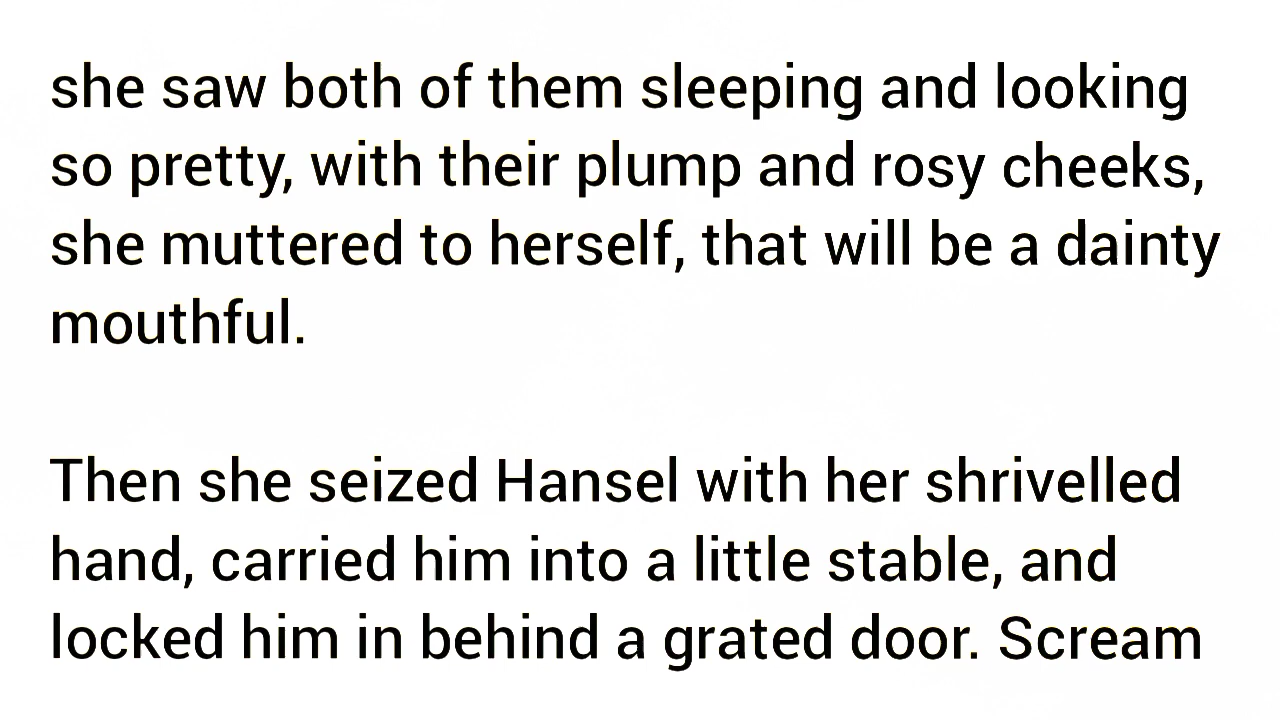 she saw both of them sleeping and looking
so pretty, with their plump and rosy cheeks,
she muttered to herself, that will be a dainty
mouthful.
Then she seized Hansel with her shrivelled
hand, carried him into a little stable, and
locked him in behind a grated door. Scream